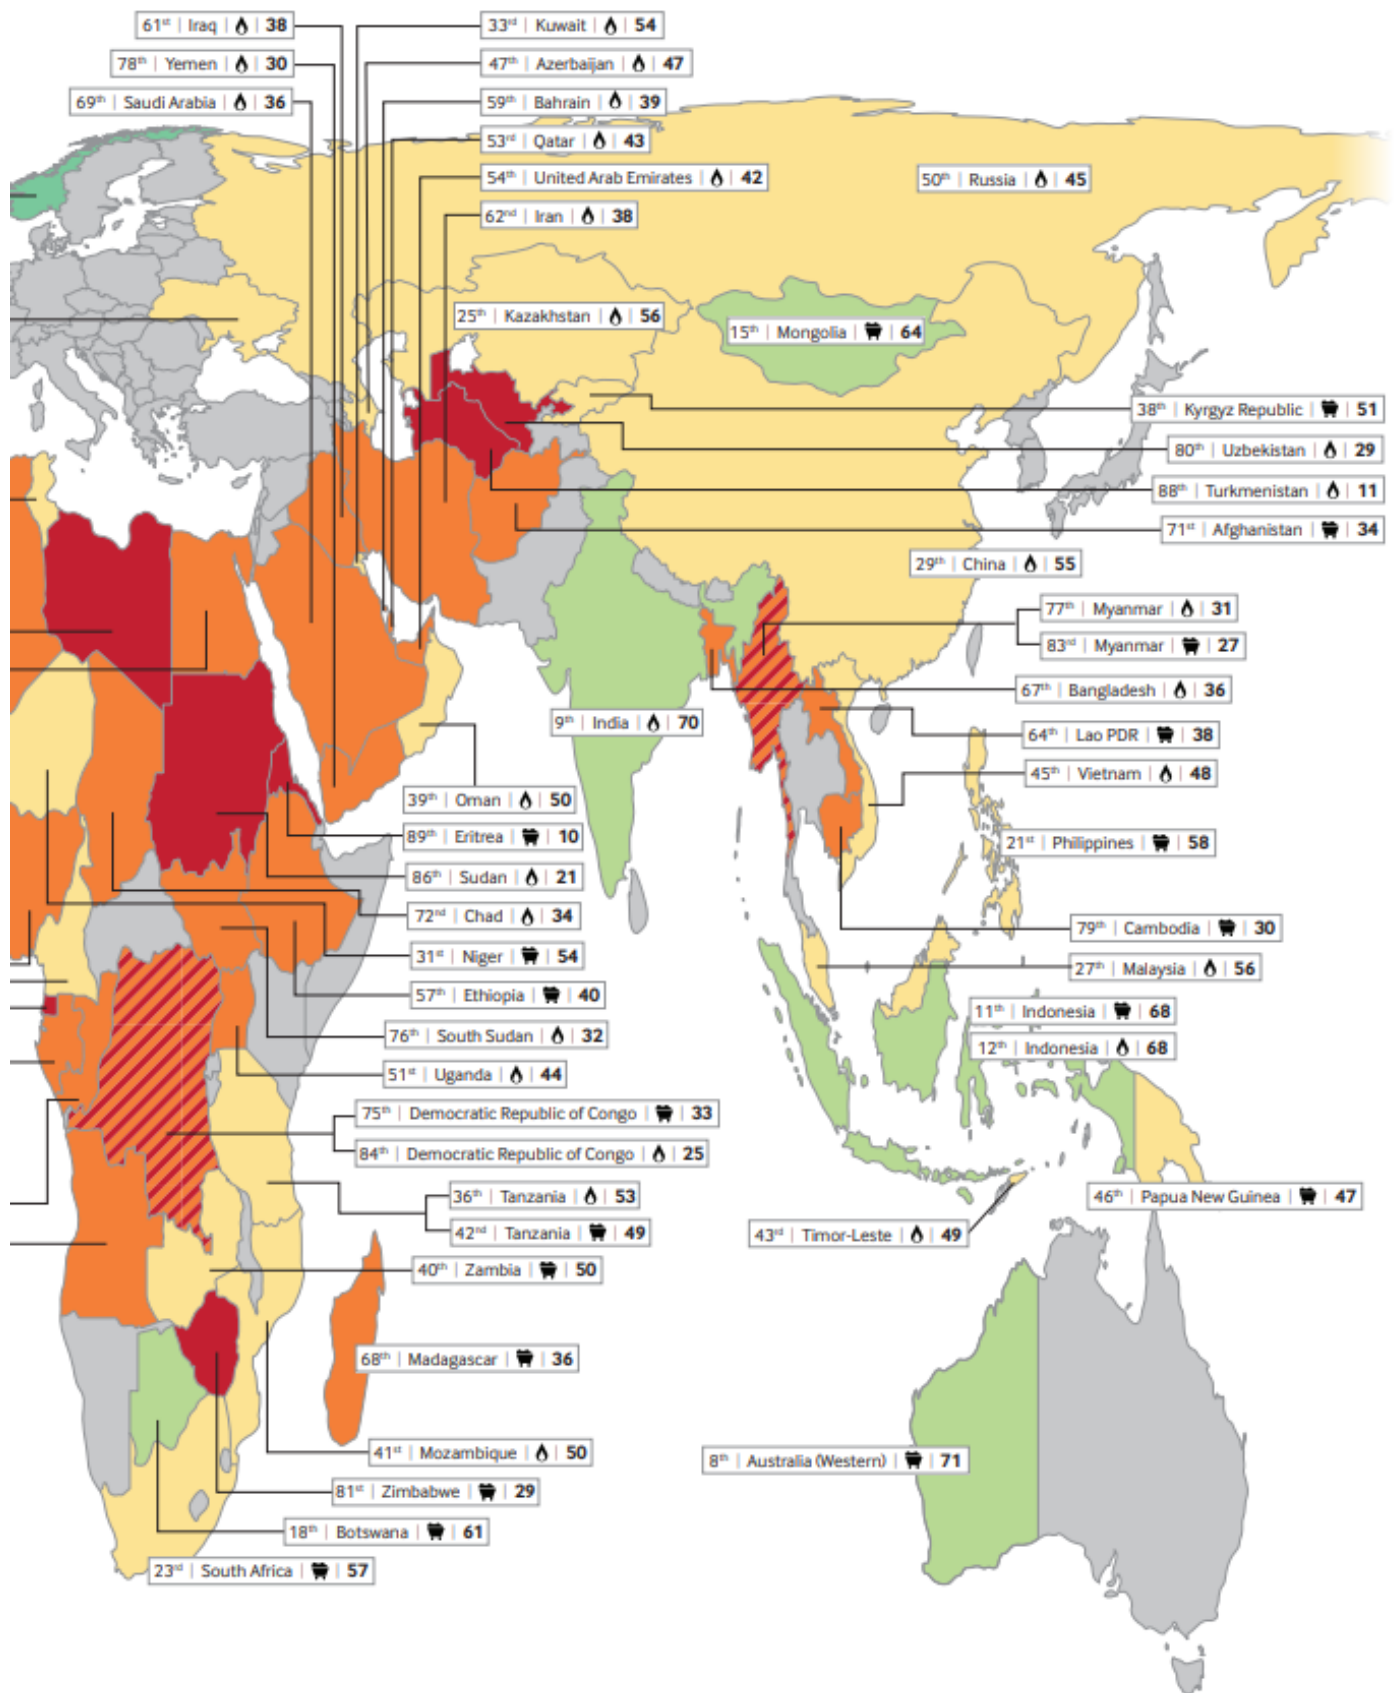 61st | Iraq | 38
33rd | Kuwait | 54
78th | Yemen | 30
47th | Azerbaijan | 47
69th | Saudi Arabia | 36
59th | Bahrain | 39
53rd | Qatar | 43
54th | United Arab Emirates | 42
50th | Russia | 45
62nd | Iran | 38
25th | Kazakhstan | 56
15th | Mongolia | 64
38th | Kyrgyz Republic | 51
80th | Uzbekistan | 29
88th | Turkmenistan | 11
71st | Afghanistan | 34
29th | China | 55
77th | Myanmar | 31
83rd | Myanmar | 27
67th | Bangladesh | 36
9th | India | 70
64th | Lao PDR | 38
45th | Vietnam | 48
39th | Oman | 50
89th | Eritrea | 10
21st | Philippines | 58
86th | Sudan | 21
72nd | Chad | 34
79th | Cambodia | 30
31st | Niger | 54
27th | Malaysia | 56
57th | Ethiopia | 40
11th | Indonesia | 68
76th | South Sudan | 32
12th | Indonesia | 68
51st | Uganda | 44
75th | Democratic Republic of Congo | 33
84th | Democratic Republic of Congo | 25
36th | Tanzania | 53
46th | Papua New Guinea | 47
42nd | Tanzania | 49
43rd | Timor-Leste | 49
40th | Zambia | 50
68th | Madagascar | 36
41st | Mozambique | 50
8th | Australia (Western) | 71
81st | Zimbabwe | 29
18th | Botswana | 61
23rd | South Africa | 57